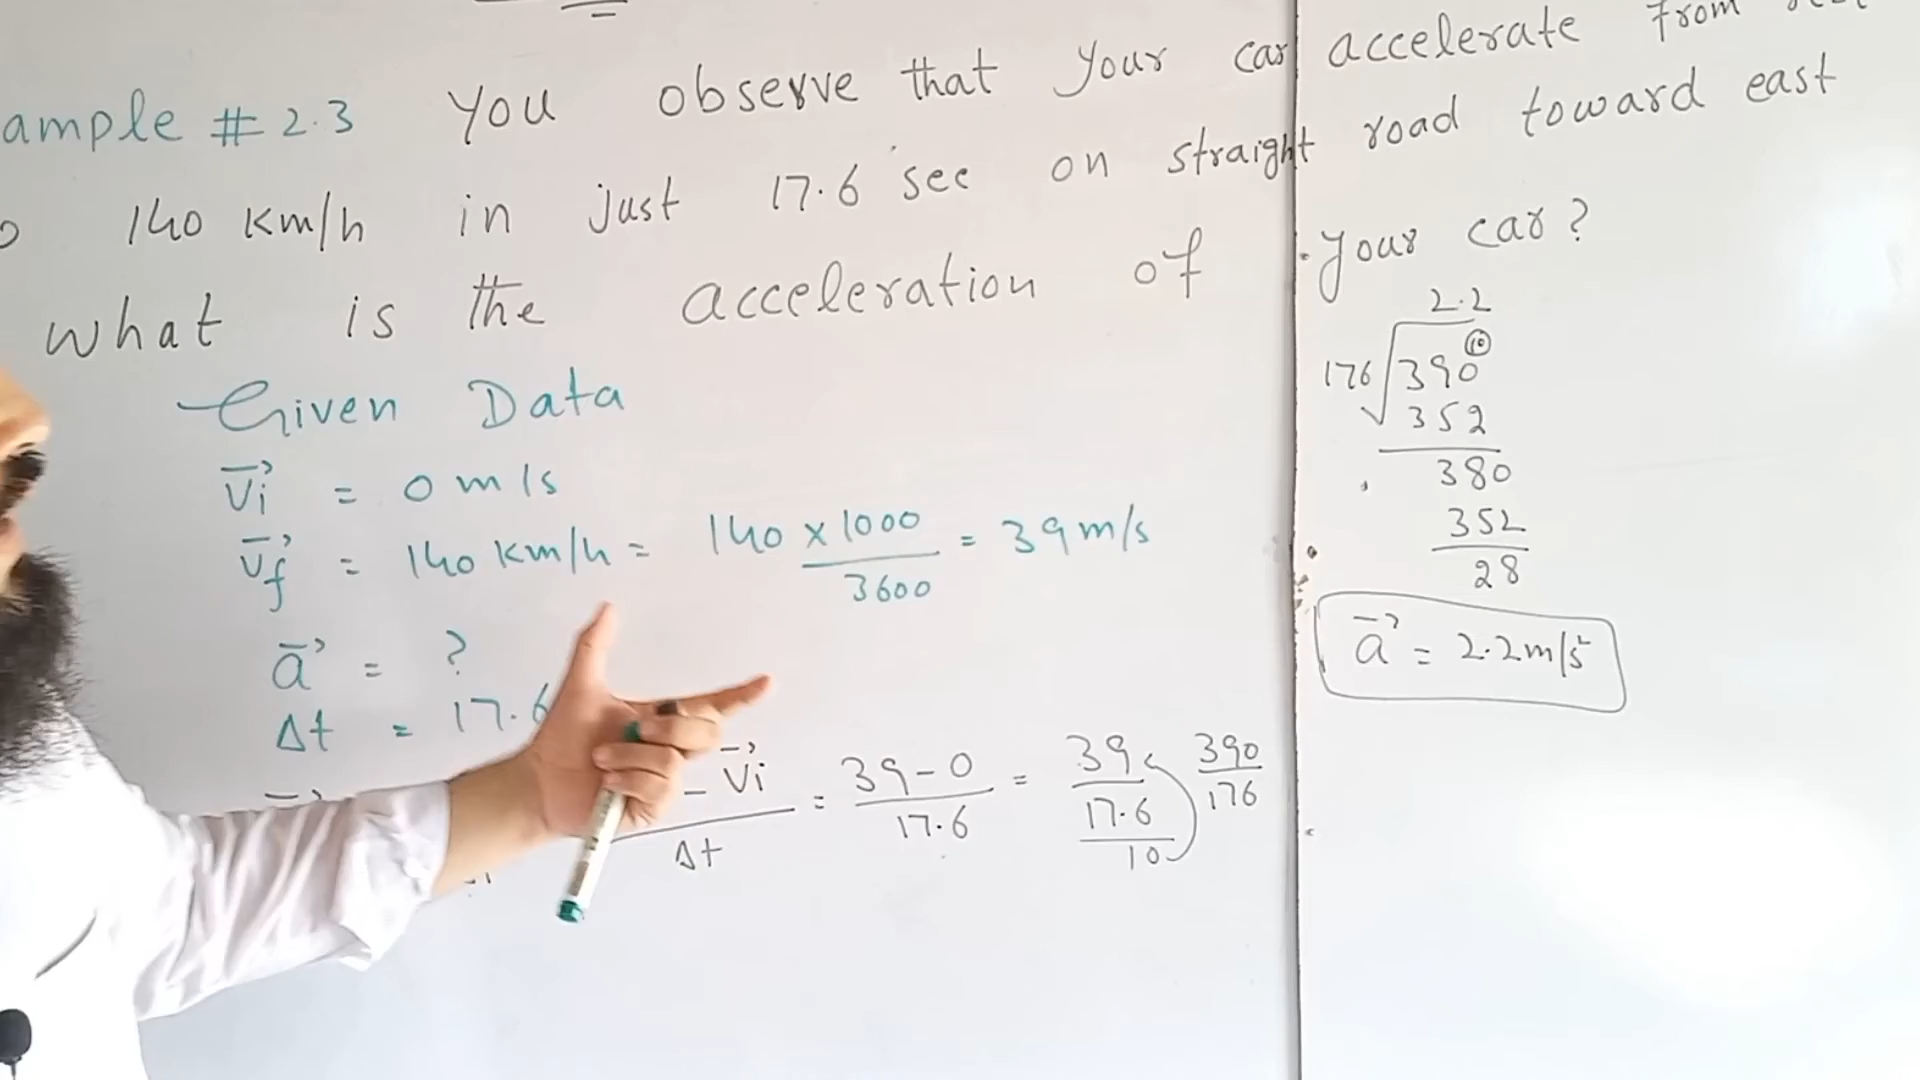 ample # 2.3 You observe that your car accelerate from
140 km/h in just 17.6 sec on straight road toward east
What is the acceleration of your car?
Given Data
Vi = 0 m/s
Vf = 140 km/h = 140 x 1000 / 3600 = 39 m/s
a = ?
Δt = 17.6
- Vi / Δt = 39 - 0 / 17.6 = 39 / 17.6 / 10 390 / 176
2.2
176 390 10
352
380
352
28
a = 2.2 m/s²